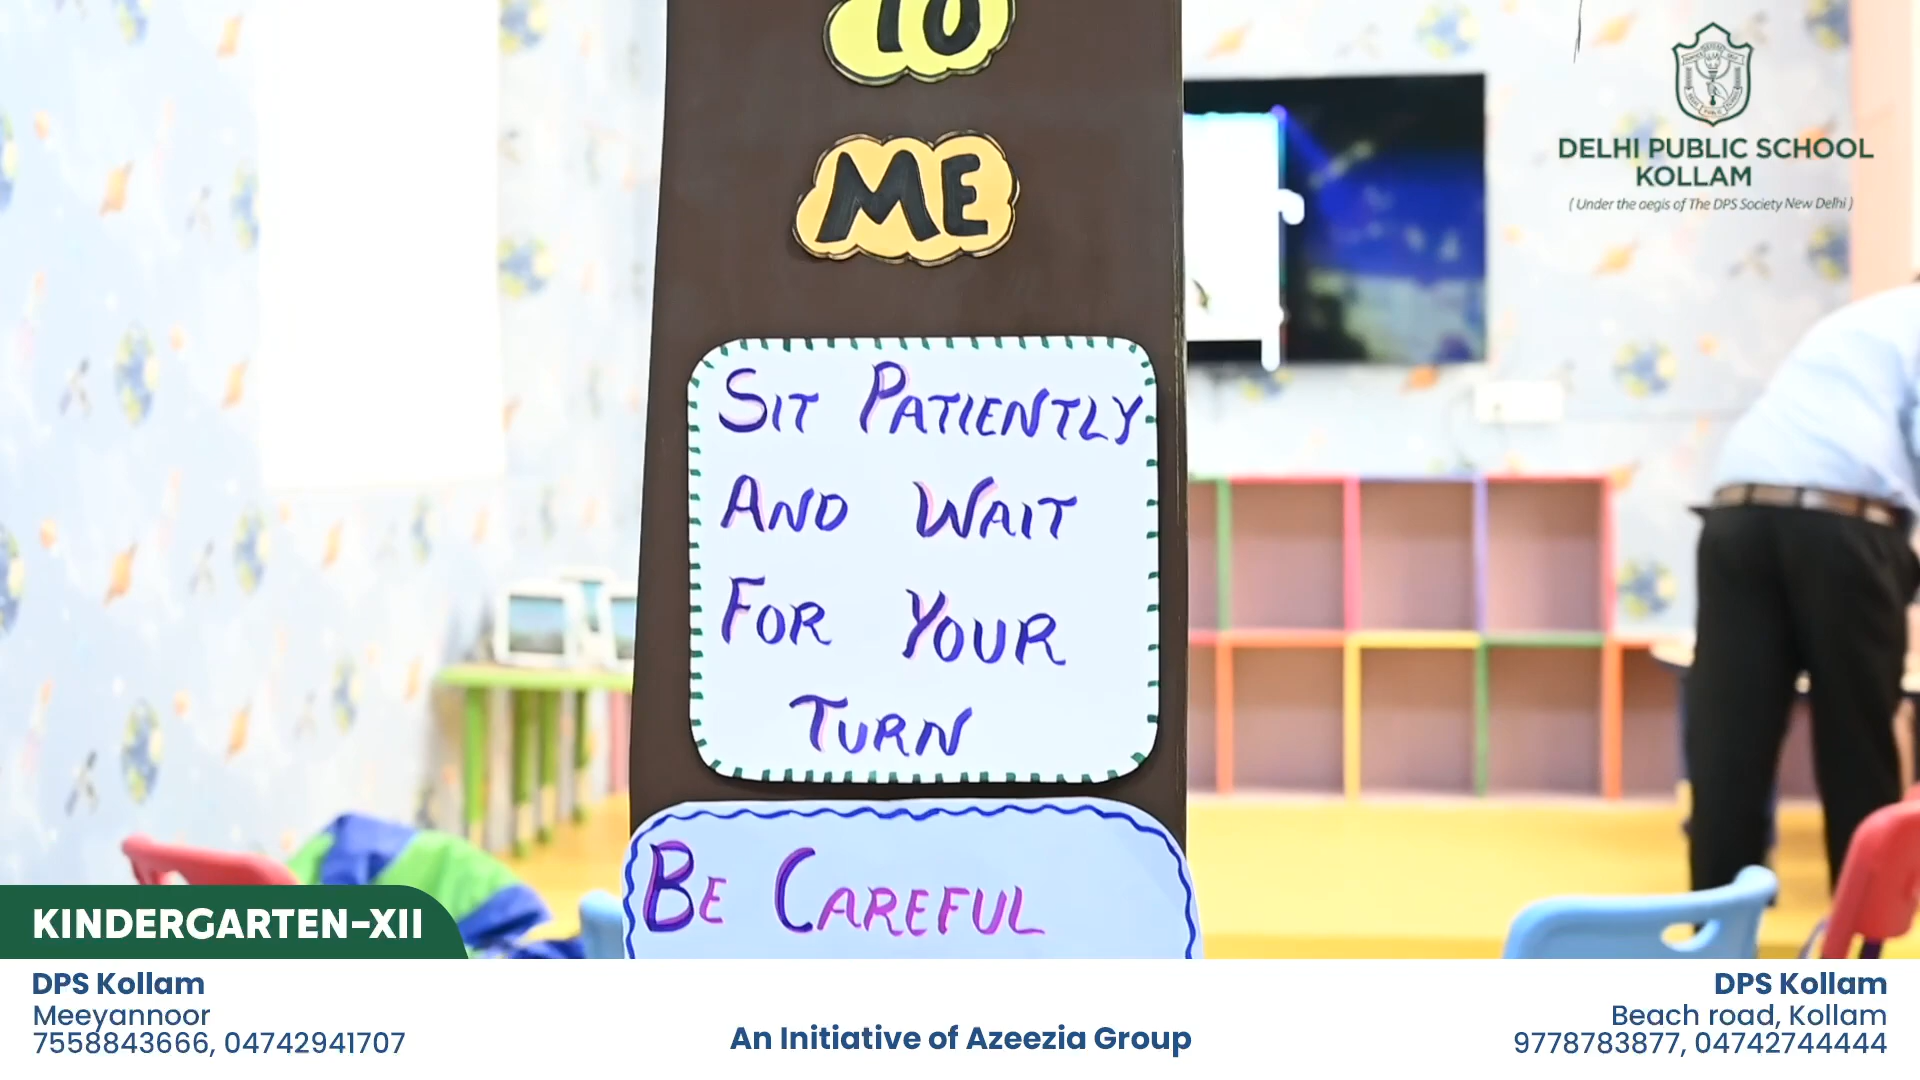 TO
ME
SIT PATIENTLY
AND WAIT
FOR YOUR
TURN
BE CAREFUL
DELHI PUBLIC SCHOOL
KOLLAM
( Under the aegis of The DPS Society New Delhi )
KINDERGARTEN-XII
DPS Kollam
Meeyannoor
7558843666, 04742941707
An Initiative of Azeezia Group
DPS Kollam
Beach road, Kollam
9778783877, 04742744444